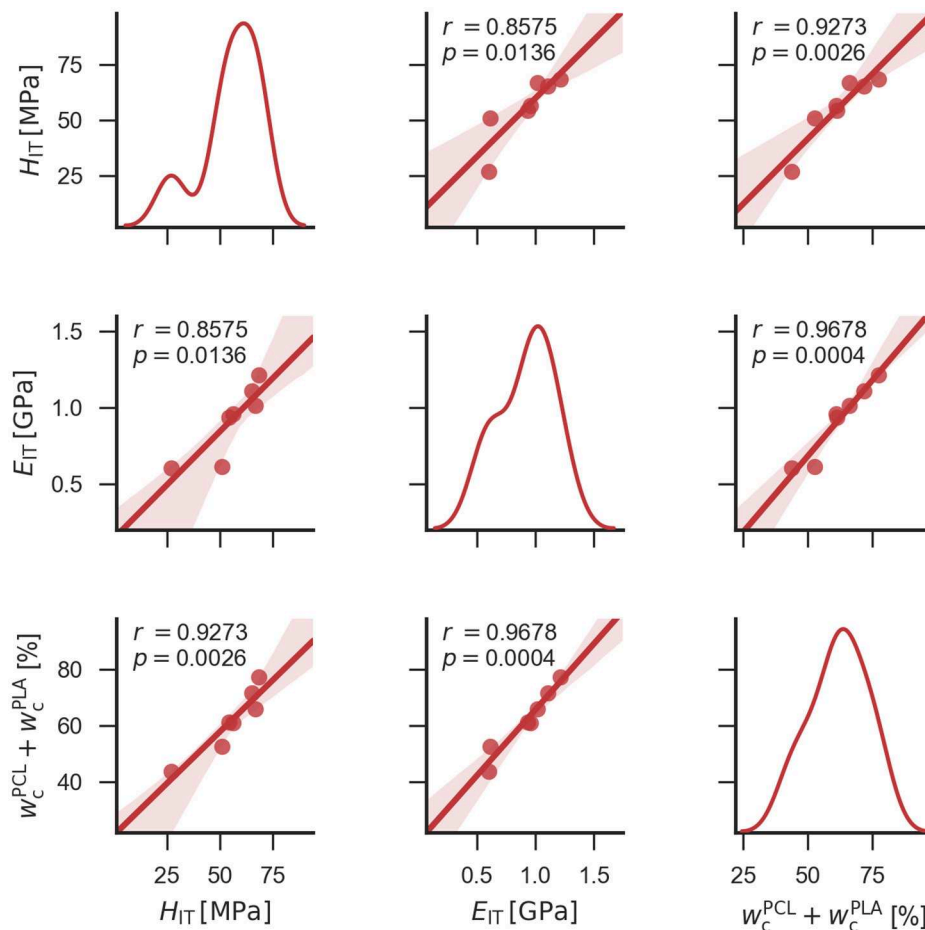 r = 0.8575
p = 0.0136
r = 0.9273
p = 0.0026
75
50
25
H_IT [MPa]
r = 0.8575
p = 0.0136
r = 0.9678
p = 0.0004
1.5
1.0
0.5
E_IT [GPa]
r = 0.9273
p = 0.0026
r = 0.9678
p = 0.0004
80
60
40
w_c^PCL + w_c^PLA [%]
25 50 75
0.5 1.0 1.5
25 50 75
H_IT [MPa]
E_IT [GPa]
w_c^PCL + w_c^PLA [%]